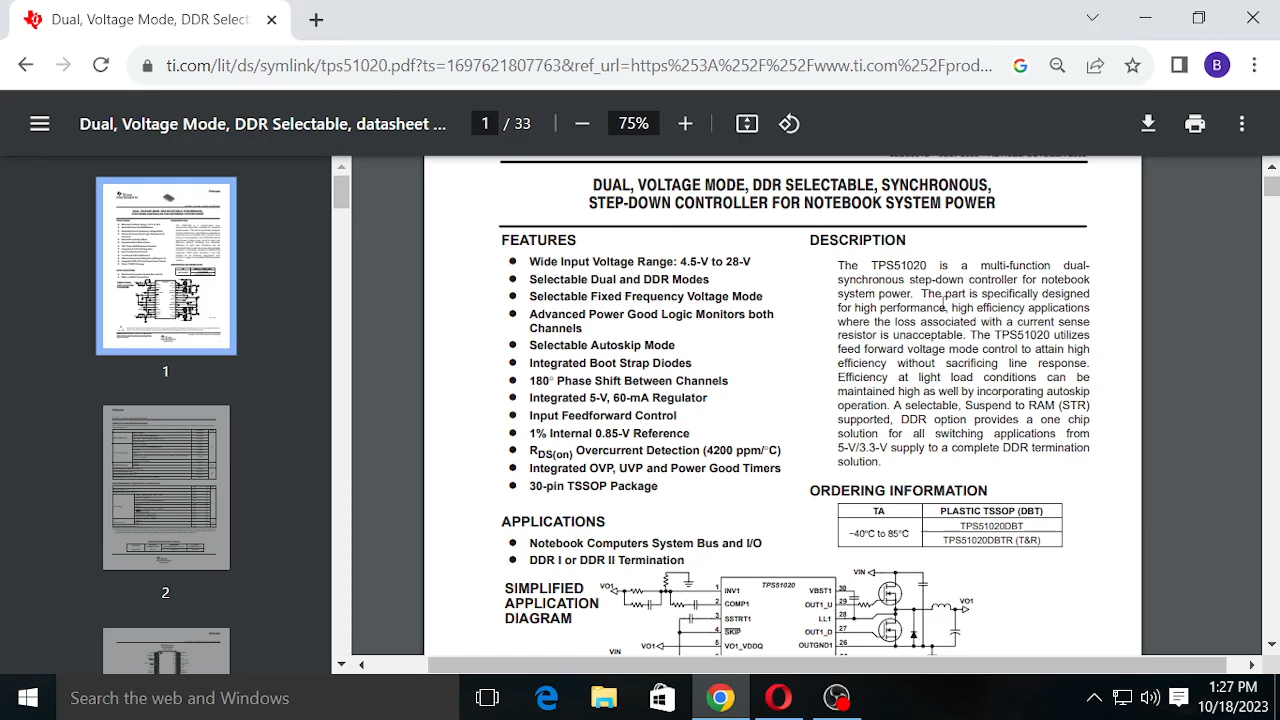 Dual, Voltage Mode, DDR Select
ti.com/lit/ds/symlink/tps51020.pdf?ts=1697621807763&ref_url=https%253A%252F%252Fwww.ti.com%252Fprod...
B
Dual, Voltage Mode, DDR Selectable, datasheet ...
1 / 33
75%
1
2
DUAL, VOLTAGE MODE, DDR SELECTABLE, SYNCHRONOUS,
STEP-DOWN CONTROLLER FOR NOTEBOOK SYSTEM POWER
FEATURES
● Wide Input Voltage Range: 4.5-V to 28-V
● Selectable Dual and DDR Modes
● Selectable Fixed Frequency Voltage Mode
● Advanced Power Good Logic Monitors both
Channels
● Selectable Autoskip Mode
● Integrated Boot Strap Diodes
● 180° Phase Shift Between Channels
● Integrated 5-V, 60-mA Regulator
● Input Feedforward Control
● 1% Internal 0.85-V Reference
● RDS(on) Overcurrent Detection (4200 ppm/°C)
● Integrated OVP, UVP and Power Good Timers
● 30-pin TSSOP Package
APPLICATIONS
● Notebook Computers System Bus and I/O
● DDR I or DDR II Termination
DESCRIPTION
The TPS51020 is a multi-function dual-
synchronous step-down controller for notebook
system power. The part is specifically designed
for high performance, high efficiency applications
where the loss associated with a current sense
resistor is unacceptable. The TPS51020 utilizes
feed forward voltage mode control to attain high
efficiency without sacrificing line response.
Efficiency at light load conditions can be
maintained high as well by incorporating autoskip
operation. A selectable, Suspend to RAM (STR)
supported, DDR option provides a one chip
solution for all switching applications from
5-V/3.3-V supply to a complete DDR termination
solution.
ORDERING INFORMATION
TA PLASTIC TSSOP (DBT)
−40°C to 85°C TPS51020DBT
TPS51020DBTR (T&R)
SIMPLIFIED
APPLICATION
DIAGRAM
VO1
TPS51020
VIN
1 INV1 VBST1 30
2 COMP1 OUT1_U 29
VO1
3 SSTRT1 LL1 28
4 SKIP OUT1_D 27
VO1 5 VO1_VDDQ OUTGND1 26
VIN
Search the web and Windows
1:27 PM
10/18/2023